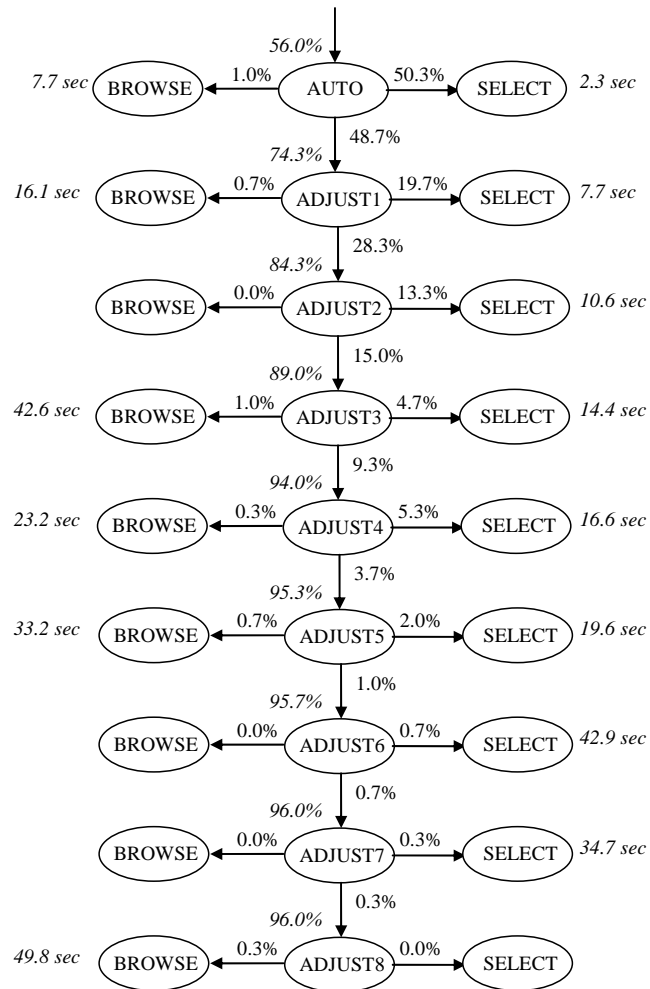 56.0%
7.7 sec BROWSE 1.0% AUTO 50.3% SELECT 2.3 sec
48.7%
74.3%
16.1 sec BROWSE 0.7% ADJUST1 19.7% SELECT 7.7 sec
28.3%
84.3%
BROWSE 0.0% ADJUST2 13.3% SELECT 10.6 sec
15.0%
89.0%
42.6 sec BROWSE 1.0% ADJUST3 4.7% SELECT 14.4 sec
9.3%
94.0%
23.2 sec BROWSE 0.3% ADJUST4 5.3% SELECT 16.6 sec
3.7%
95.3%
33.2 sec BROWSE 0.7% ADJUST5 2.0% SELECT 19.6 sec
1.0%
95.7%
BROWSE 0.0% ADJUST6 0.7% SELECT 42.9 sec
0.7%
96.0%
BROWSE 0.0% ADJUST7 0.3% SELECT 34.7 sec
0.3%
96.0%
49.8 sec BROWSE 0.3% ADJUST8 0.0% SELECT